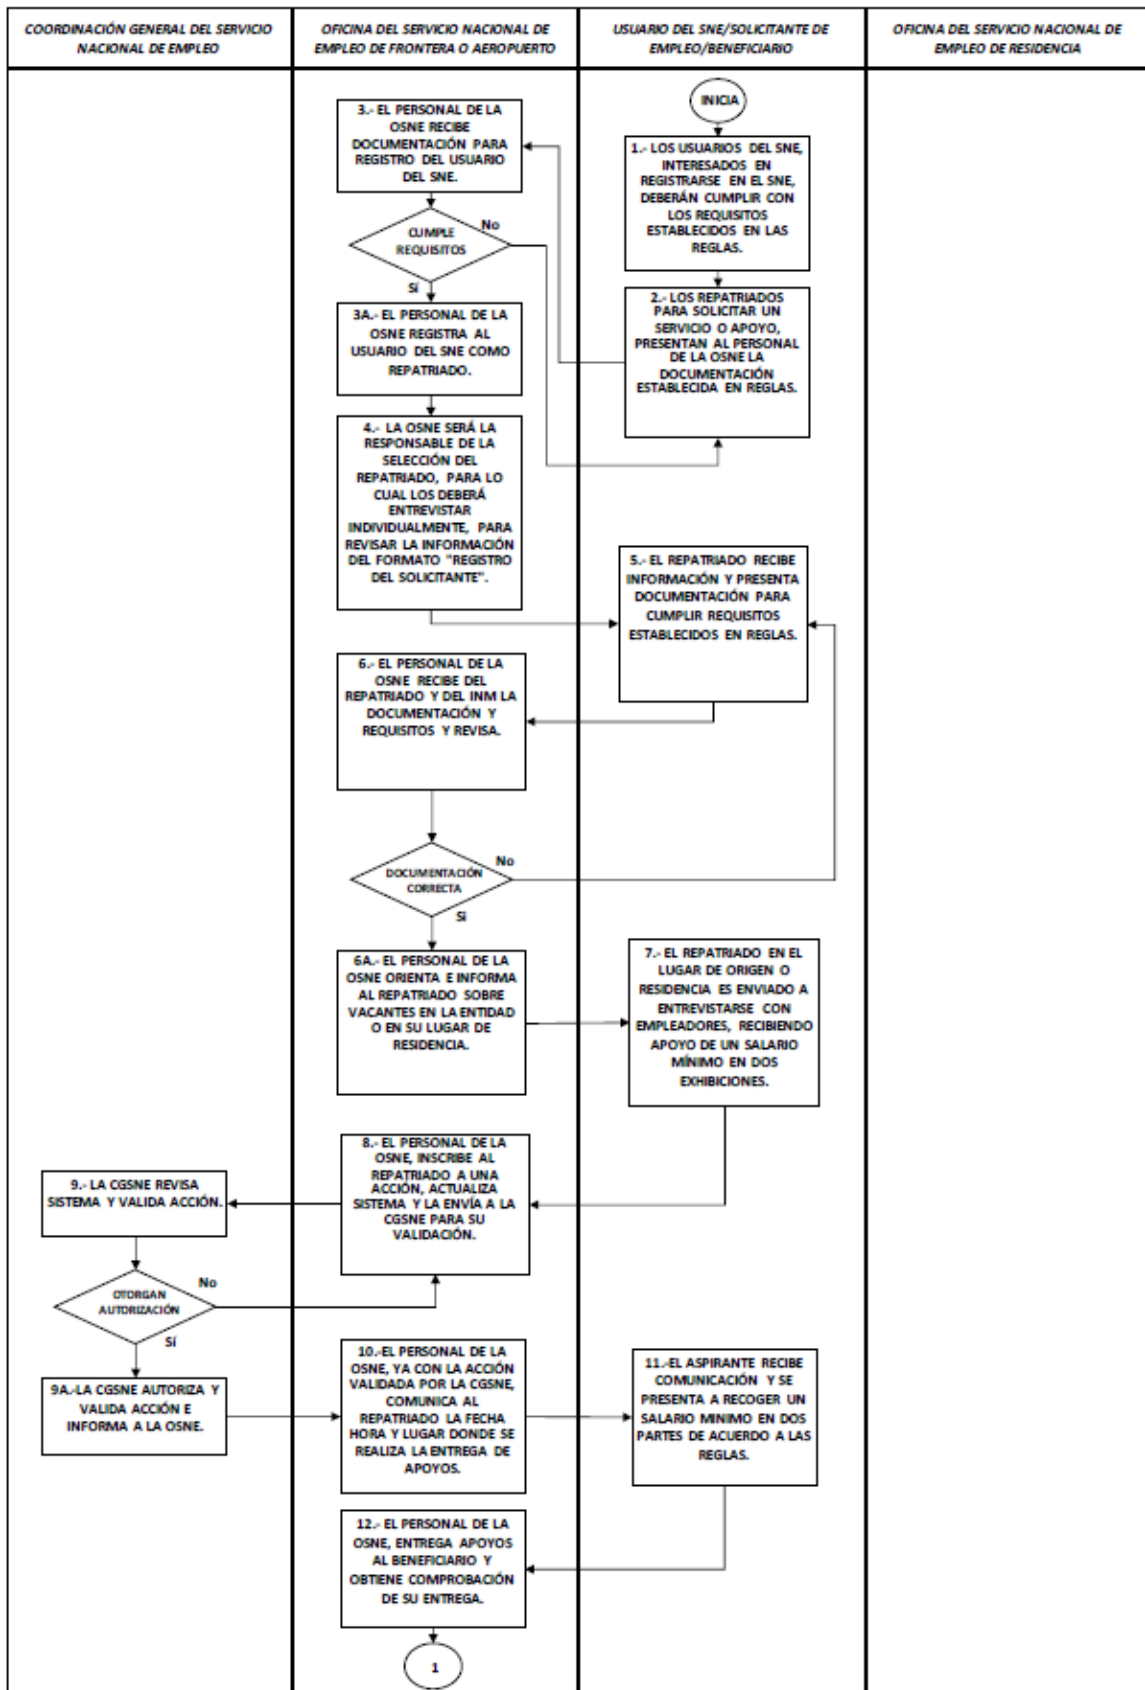 COORDINACIÓN GENERAL DEL SERVICIO
NACIONAL DE EMPLEO
OFICINA DEL SERVICIO NACIONAL DE
EMPLEO DE FRONTERA O AEROPUERTO
USUARIO DEL SNE/SOLICITANTE DE
EMPLEO/BENEFICIARIO
OFICINA DEL SERVICIO NACIONAL DE
EMPLEO DE RESIDENCIA
INICIA
1.- LOS USUARIOS DEL SNE,
INTERESADOS EN
REGISTRARSE EN EL SNE,
DEBERÁN CUMPLIR CON
LOS REQUISITOS
ESTABLECIDOS EN LAS
REGLAS.
2.- LOS REPATRIADOS
PARA SOLICITAR UN
SERVICIO O APOYO,
PRESENTAN AL PERSONAL
DE LA OSNE LA
DOCUMENTACIÓN
ESTABLECIDA EN REGLAS.
3.- EL PERSONAL DE LA
OSNE RECIBE
DOCUMENTACIÓN PARA
REGISTRO DEL USUARIO
DEL SNE.
CUMPLE
REQUISITOS
No
Sí
3A.- EL PERSONAL DE LA
OSNE REGISTRA AL
USUARIO DEL SNE COMO
REPATRIADO.
4.- LA OSNE SERÁ LA
RESPONSABLE DE LA
SELECCIÓN DEL
REPATRIADO, PARA LO
CUAL LOS DEBERÁ
ENTREVISTAR
INDIVIDUALMENTE, PARA
REVISAR LA INFORMACIÓN
DEL FORMATO "REGISTRO
DEL SOLICITANTE".
5.- EL REPATRIADO RECIBE
INFORMACIÓN Y PRESENTA
DOCUMENTACIÓN PARA
CUMPLIR REQUISITOS
ESTABLECIDOS EN REGLAS.
6.- EL PERSONAL DE LA
OSNE RECIBE DEL
REPATRIADO Y DEL INM LA
DOCUMENTACIÓN Y
REQUISITOS Y REVISA.
DOCUMENTACIÓN
CORRECTA
No
Si
6A.- EL PERSONAL DE LA
OSNE ORIENTA E INFORMA
AL REPATRIADO SOBRE
VACANTES EN LA ENTIDAD
O EN SU LUGAR DE
RESIDENCIA.
7.- EL REPATRIADO EN EL
LUGAR DE ORIGEN O
RESIDENCIA ES ENVIADO A
ENTREVISTARSE CON
EMPLEADORES, RECIBIENDO
APOYO DE UN SALARIO
MÍNIMO EN DOS
EXHIBICIONES.
8.- EL PERSONAL DE LA
OSNE, INSCRIBE AL
REPATRIADO A UNA
ACCIÓN, ACTUALIZA
SISTEMA Y LA ENVÍA A LA
CGSNE PARA SU
VALIDACIÓN.
9.- LA CGSNE REVISA
SISTEMA Y VALIDA ACCIÓN.
OTORGAN
AUTORIZACIÓN
No
Sí
9A.-LA CGSNE AUTORIZA Y
VALIDA ACCIÓN E
INFORMA A LA OSNE.
10.-EL PERSONAL DE LA
OSNE, YA CON LA ACCIÓN
VALIDADA POR LA CGSNE,
COMUNICA AL
REPATRIADO LA FECHA
HORA Y LUGAR DONDE SE
REALIZA LA ENTREGA DE
APOYOS.
11.-EL ASPIRANTE RECIBE
COMUNICACIÓN Y SE
PRESENTA A RECOGER UN
SALARIO MINIMO EN DOS
PARTES DE ACUERDO A LAS
REGLAS.
12.- EL PERSONAL DE LA
OSNE, ENTREGA APOYOS
AL BENEFICIARIO Y
OBTIENE COMPROBACIÓN
DE SU ENTREGA.
1